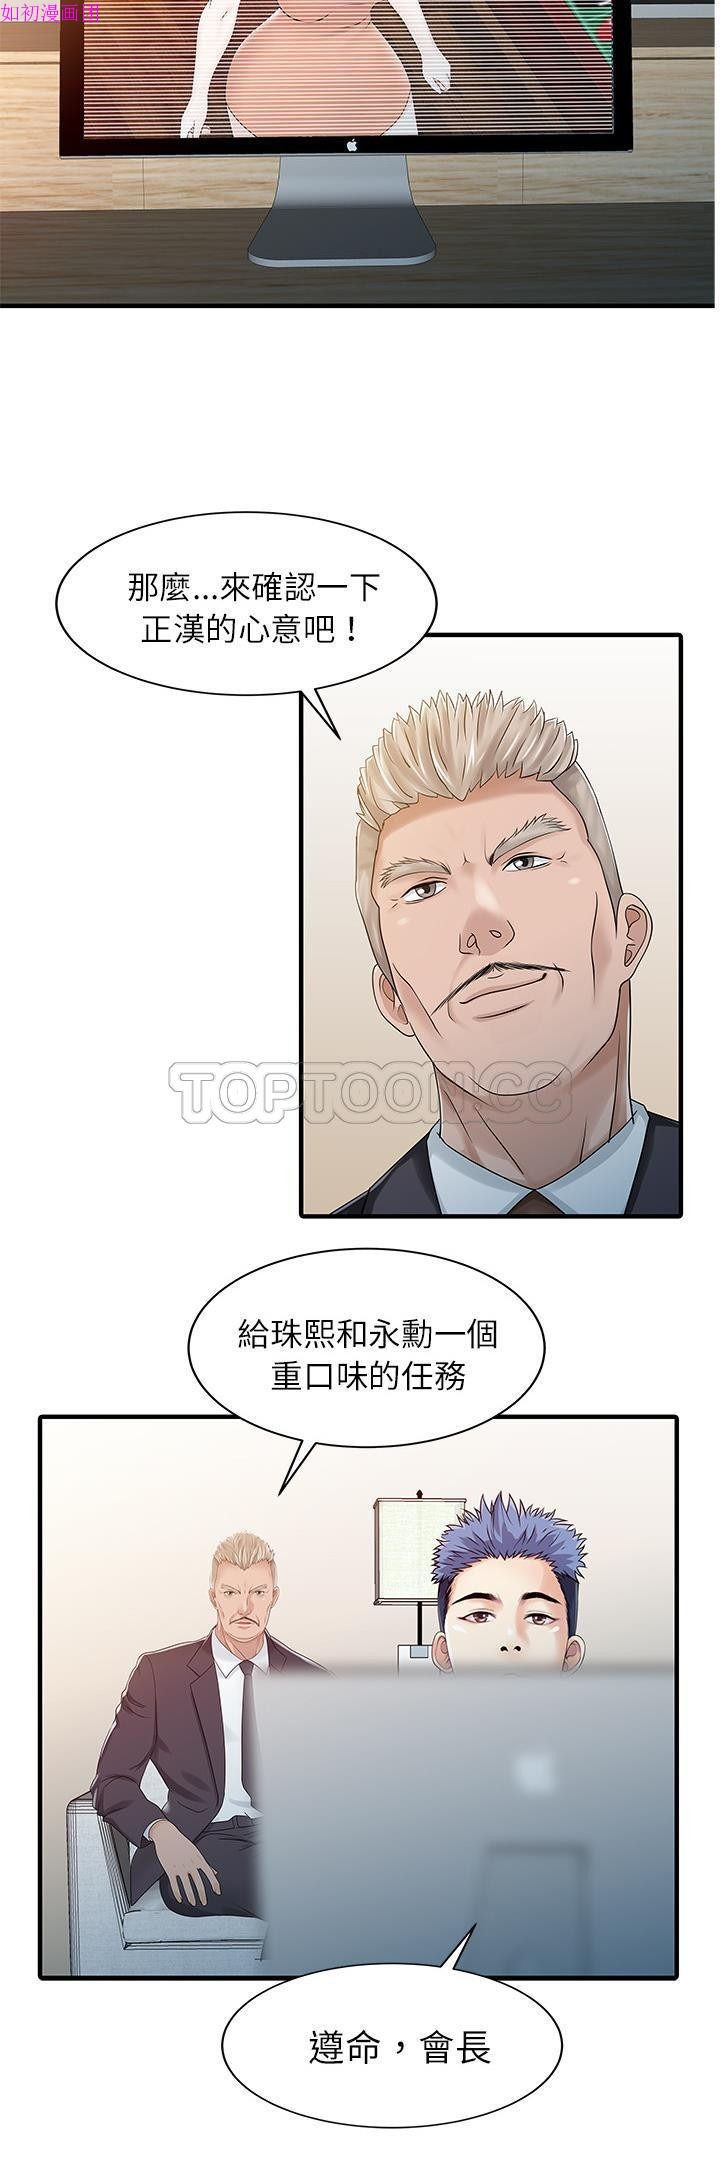 如初漫画
那麼...來確認一下
正漢的心意吧！
TOPTOON.CC
給珠熙和永勳一個
重口味的任務
遵命，會長